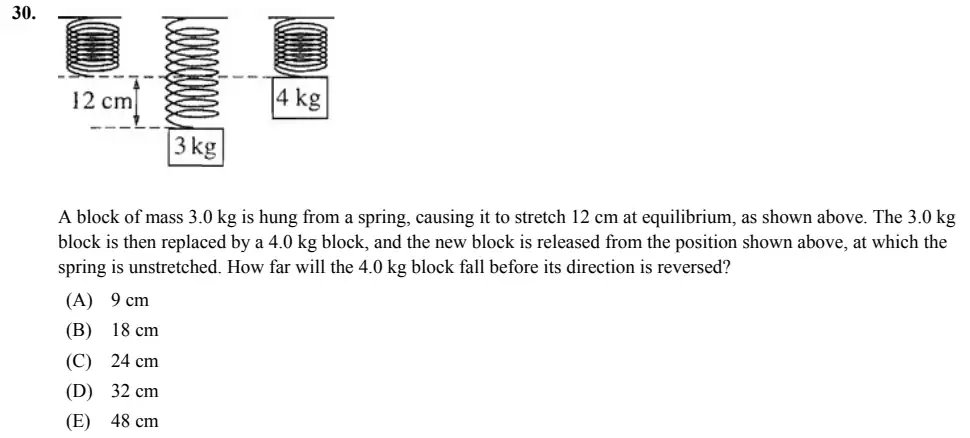 30.
12 cm
4 kg
3 kg
A block of mass 3.0 kg is hung from a spring, causing it to stretch 12 cm at equilibrium, as shown above. The 3.0 kg
block is then replaced by a 4.0 kg block, and the new block is released from the position shown above, at which the
spring is unstretched. How far will the 4.0 kg block fall before its direction is reversed?
(A) 9 cm
(B) 18 cm
(C) 24 cm
(D) 32 cm
(E) 48 cm